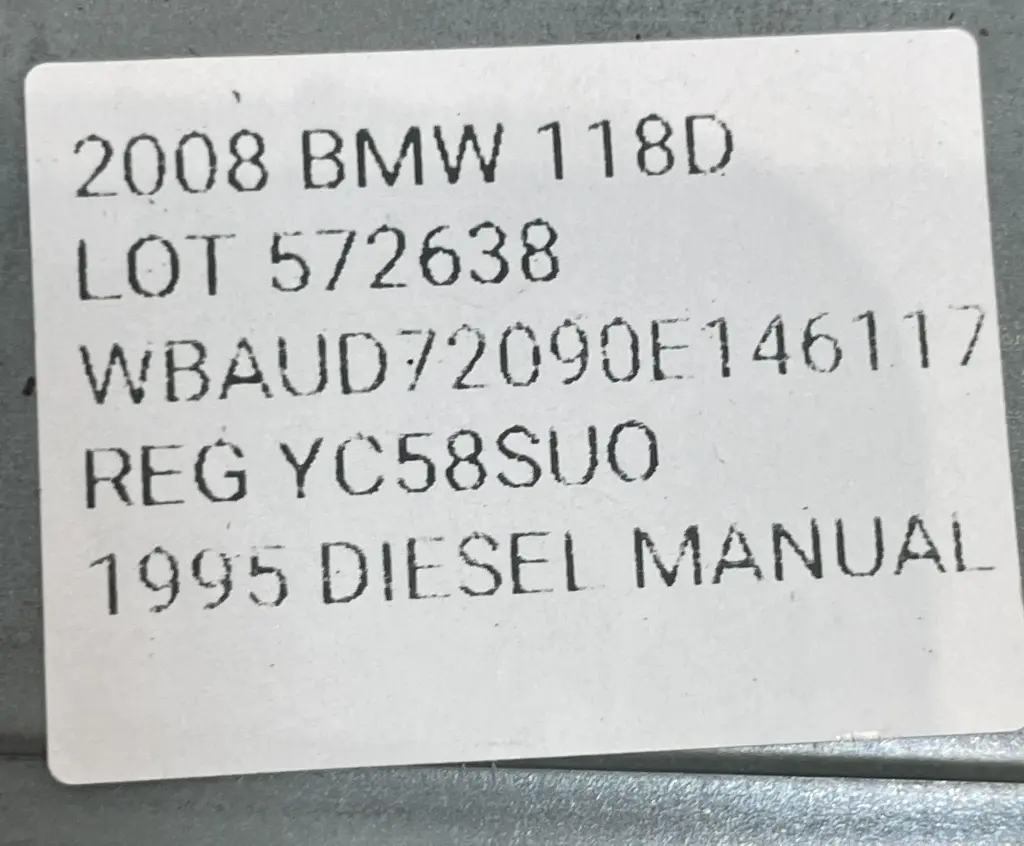 2008 BMW 118D
LOT 572638
WBAUD72090E146117
REG YC58SUO
1995 DIESEL MANUAL